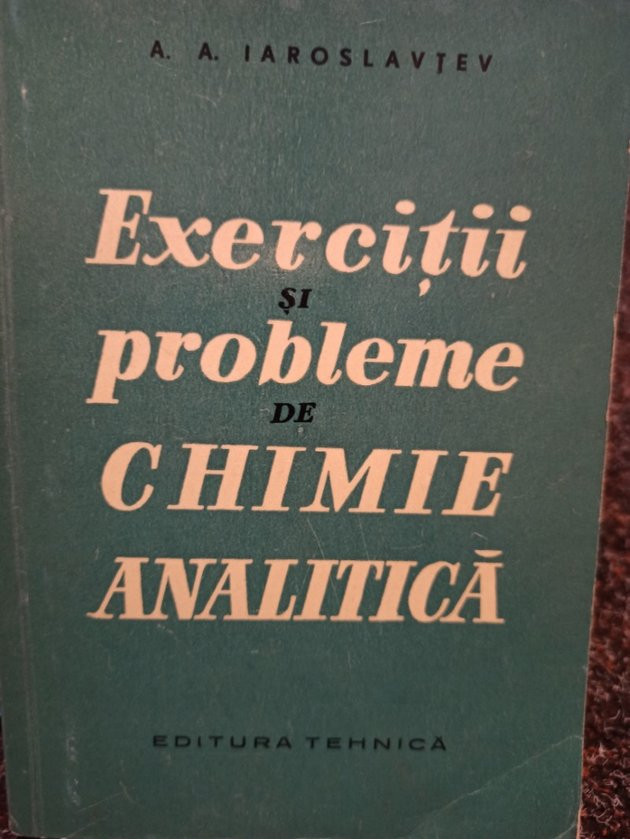 A. A. IAROSLAVȚEV
Exerciții
ȘI
probleme
DE
CHIMIE
ANALITICĂ
EDITURA TEHNICĂ